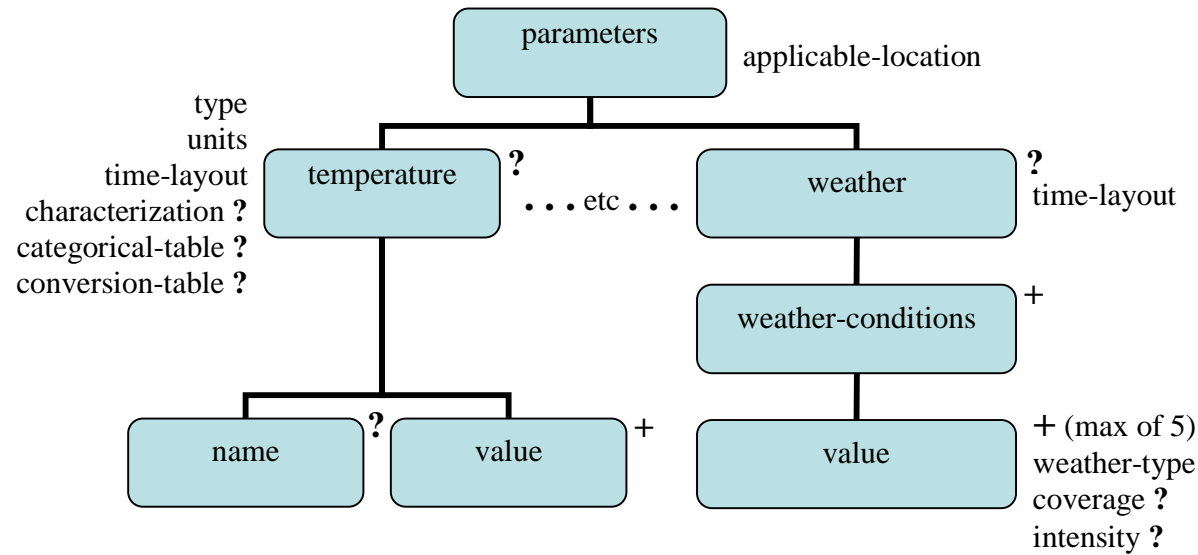 parameters
applicable-location
type
units
time-layout
characterization ?
categorical-table ?
conversion-table ?
temperature
?
. . . etc . . .
weather
?
time-layout
weather-conditions
+
name
?
value
+
value
+ (max of 5)
weather-type
coverage ?
intensity ?